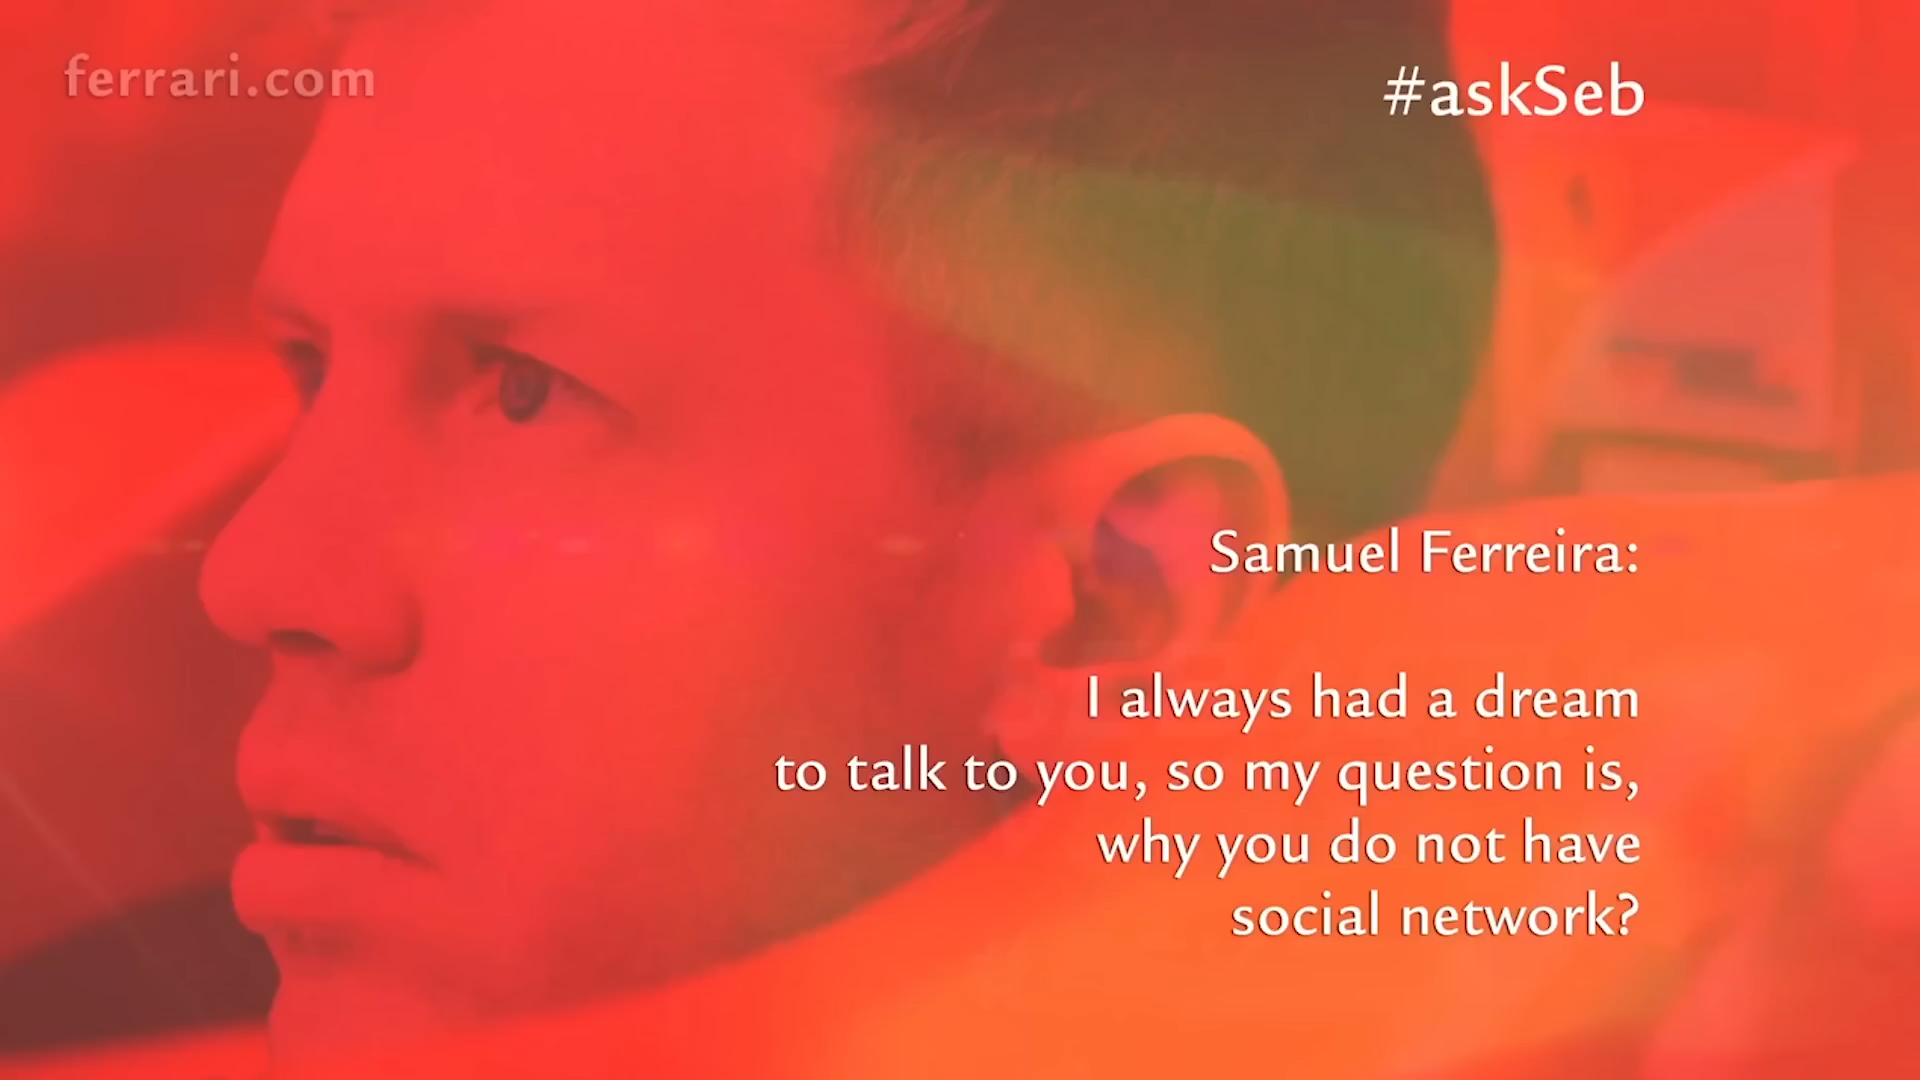 ferrari.com
#askSeb
Samuel Ferreira:
I always had a dream
to talk to you, so my question is,
why you do not have
social network?